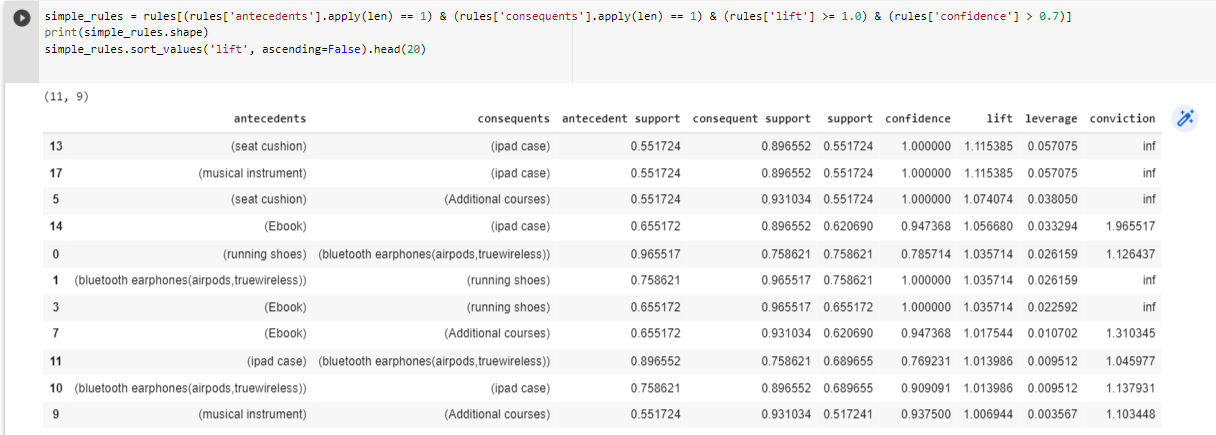 simple_rules = rules[(rules['antecedents'].apply(len) == 1) & (rules['consequents'].apply(len) == 1) & (rules['lift'] >= 1.0) & (rules['confidence'] > 0.7)]
print(simple_rules.shape)
simple_rules.sort_values('lift', ascending=False).head(20)
(11, 9)
antecedents consequents antecedent support consequent support support confidence lift leverage conviction
13 (seat cushion) (ipad case) 0.551724 0.896552 0.551724 1.000000 1.115385 0.057075 inf
17 (musical instrument) (ipad case) 0.551724 0.896552 0.551724 1.000000 1.115385 0.057075 inf
5 (seat cushion) (Additional courses) 0.551724 0.931034 0.551724 1.000000 1.074074 0.038050 inf
14 (Ebook) (ipad case) 0.655172 0.896552 0.620690 0.947368 1.056680 0.033294 1.965517
0 (running shoes) (bluetooth earphones(airpods,truewireless)) 0.965517 0.758621 0.758621 0.785714 1.035714 0.026159 1.126437
1 (bluetooth earphones(airpods,truewireless)) (running shoes) 0.758621 0.965517 0.758621 1.000000 1.035714 0.026159 inf
3 (Ebook) (running shoes) 0.655172 0.965517 0.655172 1.000000 1.035714 0.022592 inf
7 (Ebook) (Additional courses) 0.655172 0.931034 0.620690 0.947368 1.017544 0.010702 1.310345
11 (ipad case) (bluetooth earphones(airpods,truewireless)) 0.896552 0.758621 0.689655 0.769231 1.013986 0.009512 1.045977
10 (bluetooth earphones(airpods,truewireless)) (ipad case) 0.758621 0.896552 0.689655 0.909091 1.013986 0.009512 1.137931
9 (musical instrument) (Additional courses) 0.551724 0.931034 0.517241 0.937500 1.006944 0.003567 1.103448